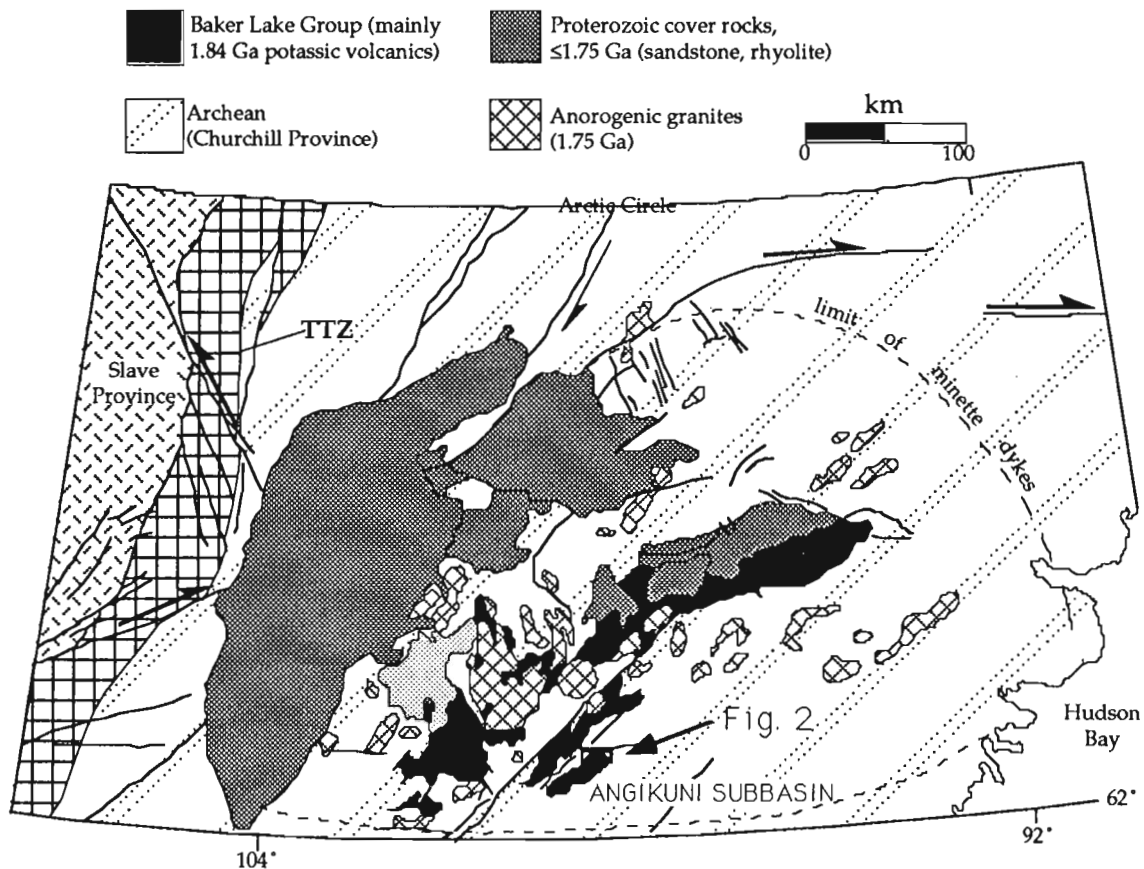 Baker Lake Group (mainly
1.84 Ga potassic volcanics)
Proterozoic cover rocks,
≤1.75 Ga (sandstone, rhyolite)
Archean
(Churchill Province)
Anorogenic granites
(1.75 Ga)
km
0
100
Arctic Circle
TTZ
Slave
Province
limit of minette dykes
Fig. 2
Hudson
Bay
ANGIKUNI SUBBASIN
62°
104°
92°